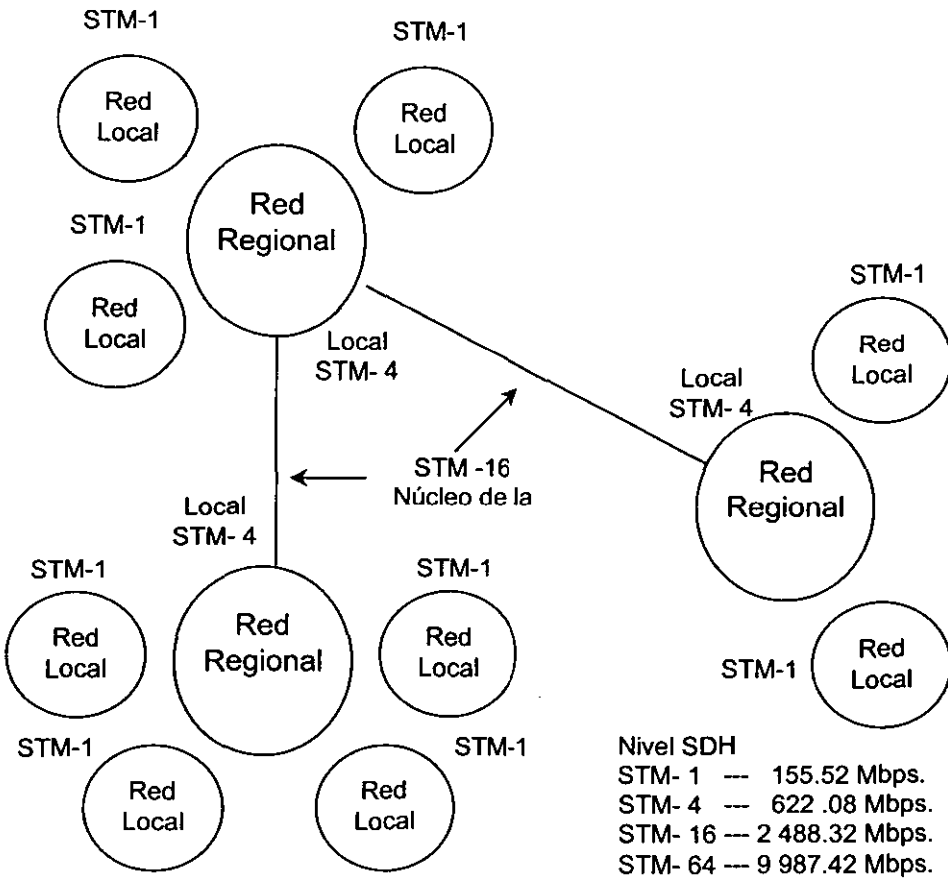 STM-1
STM-1
Red
Local
Red
Local
STM-1
Red
Regional
Red
Local
STM-1
Local
STM- 4
Red
Local
Local
STM- 4
STM -16
Núcleo de la
Red
Regional
Local
STM- 4
STM-1
STM-1
Red
Local
Red
Regional
Red
Local
STM-1
Red
Local
STM-1
STM-1
Red
Local
Red
Local
Nivel SDH
STM- 1 --- 155.52 Mbps.
STM- 4 --- 622 .08 Mbps.
STM- 16 --- 2 488.32 Mbps.
STM- 64 --- 9 987.42 Mbps.